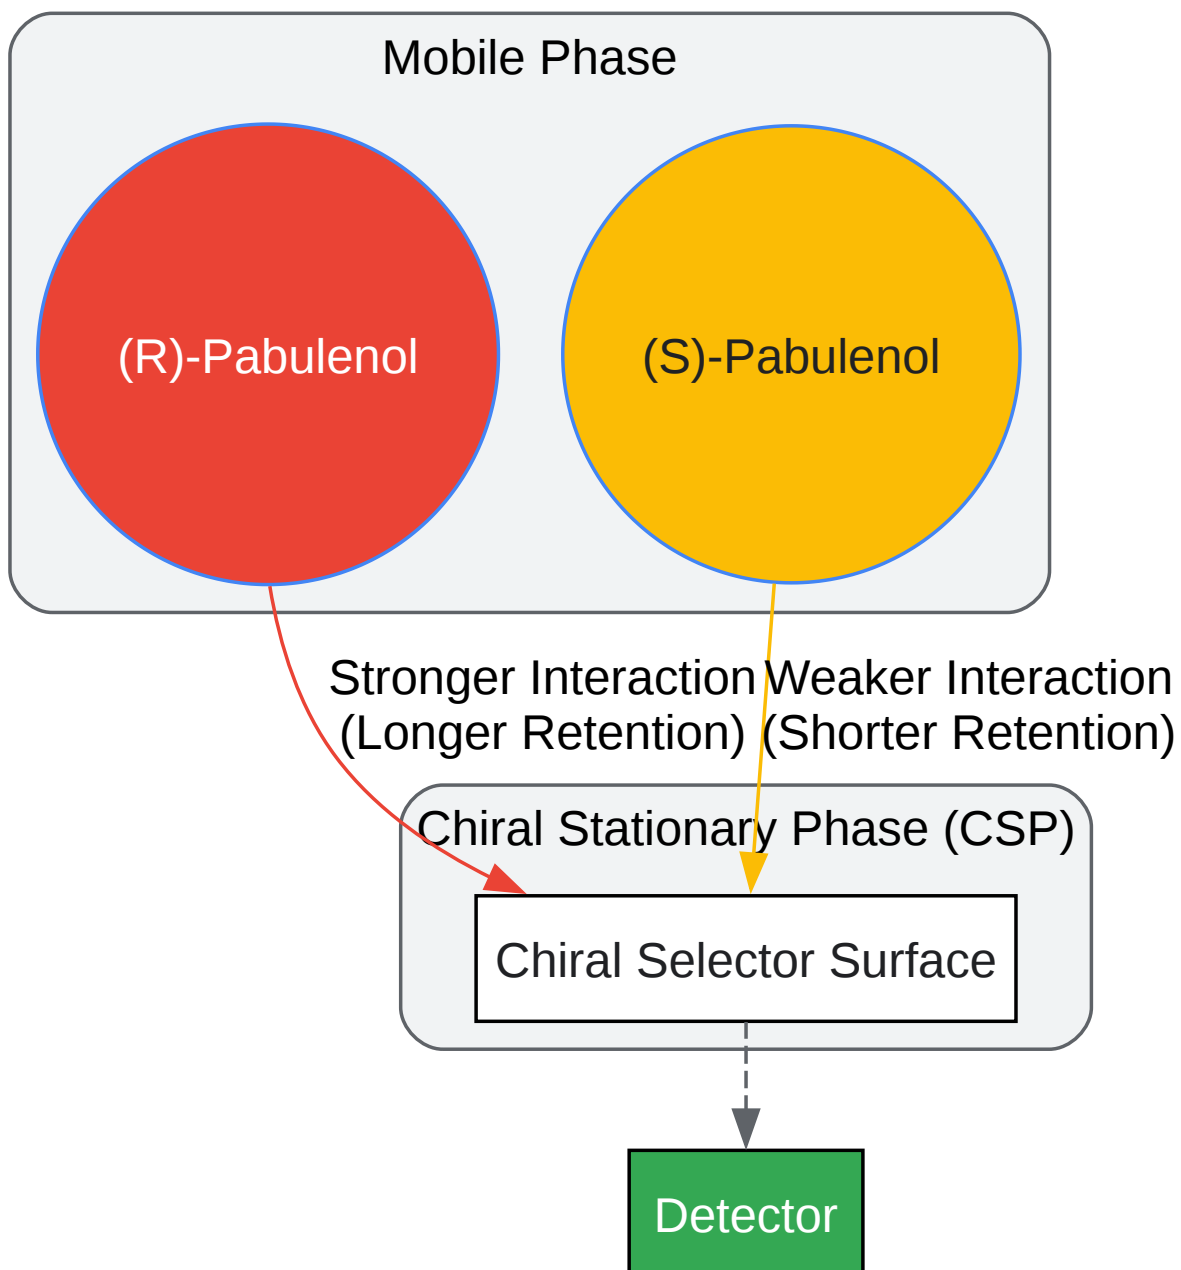 Mobile Phase
(R)-Pabulenol
(S)-Pabulenol
Stronger Interaction
(Longer Retention)
Weaker Interaction
(Shorter Retention)
Chiral Stationary Phase (CSP)
Chiral Selector Surface
Detector